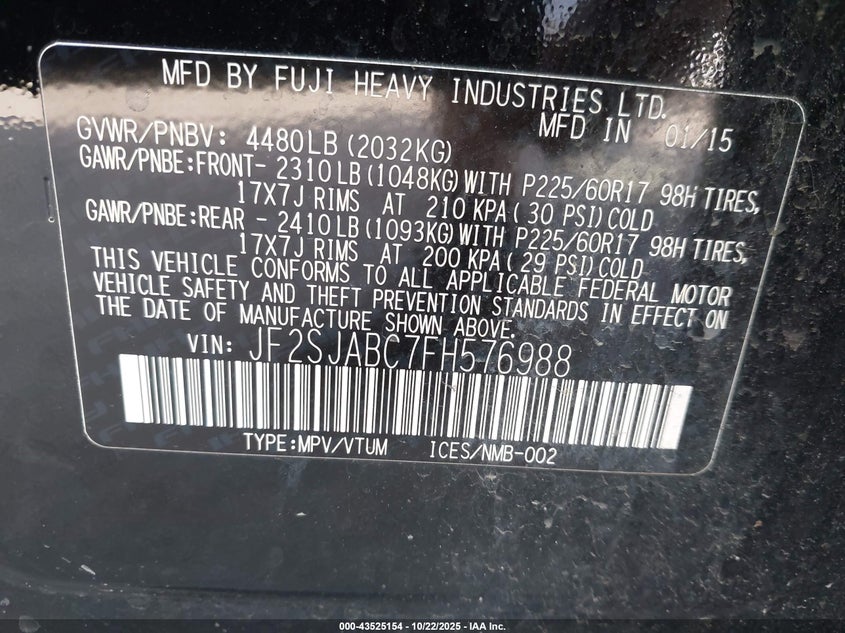 MFD BY FUJI HEAVY INDUSTRIES LTD.
MFD IN 01/15
GVWR/PNBV: 4480LB (2032KG)
GAWR/PNBE:FRONT- 2310LB(1048KG)WITH P225/60R17 98H TIRES,
17X7J RIMS AT 210 KPA(30 PSI)COLD
GAWR/PNBE:REAR - 2410LB(1093KG)WITH P225/60R17 98H TIRES,
17X7J RIMS AT 200 KPA(29 PSI)COLD
THIS VEHICLE CONFORMS TO ALL APPLICABLE FEDERAL MOTOR
VEHICLE SAFETY AND THEFT PREVENTION STANDARDS IN EFFECT ON
THE DATE OF MANUFACTURE SHOWN ABOVE.
VIN: JF2SJABC7FH576988
TYPE:MPV/VTUM ICES/NMB-002
000-43525154 - 10/22/2025 - IAA Inc.